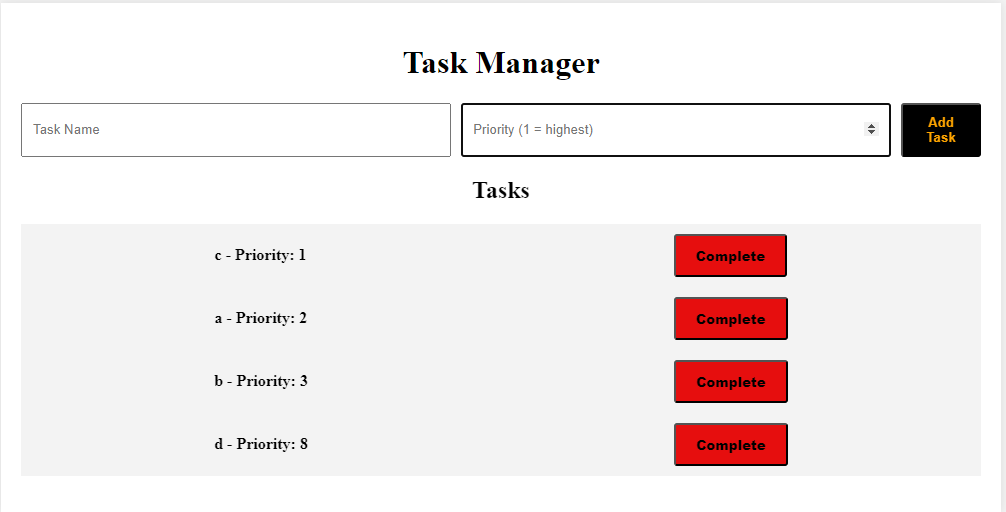 Task Manager
Task Name
Priority (1 = highest)
Add
Task
Tasks
c - Priority: 1
Complete
a - Priority: 2
Complete
b - Priority: 3
Complete
d - Priority: 8
Complete